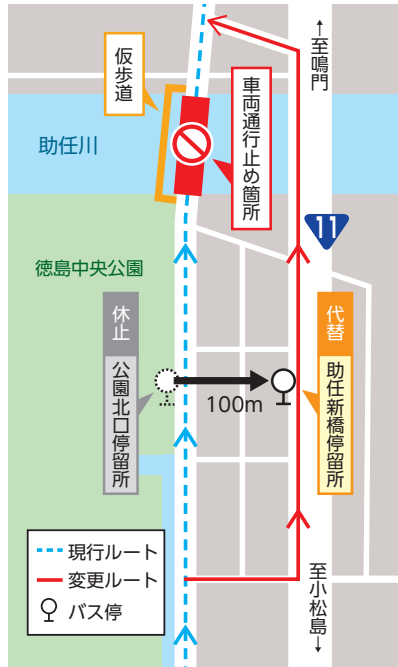 ↑至鳴門
仮歩道
車両通行止め箇所
助任川
11
徳島中央公園
休止
公園北口停留所
100m
代替
助任新橋停留所
現行ルート
変更ルート
バス停
至小松島↓